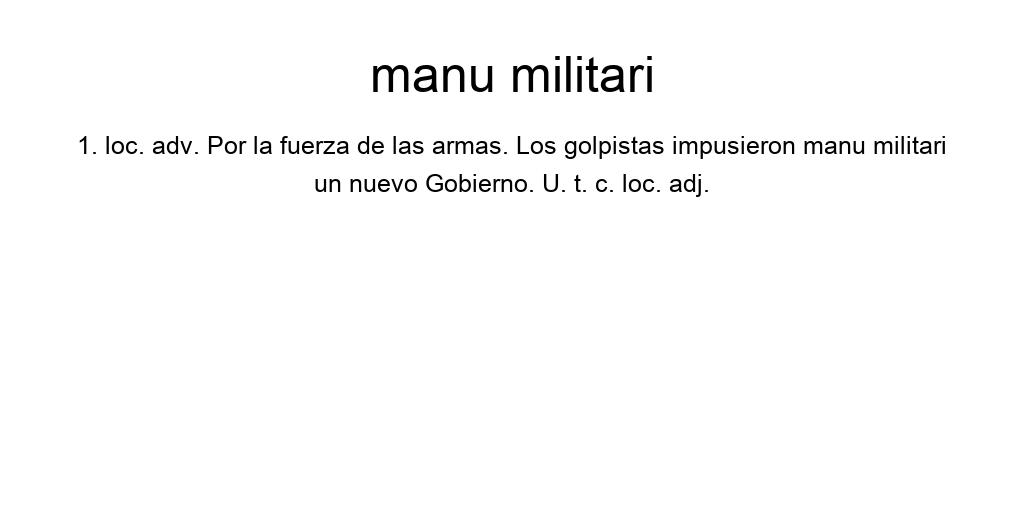 manu militari
1. loc. adv. Por la fuerza de las armas. Los golpistas impusieron manu militari
un nuevo Gobierno. U. t. c. loc. adj.